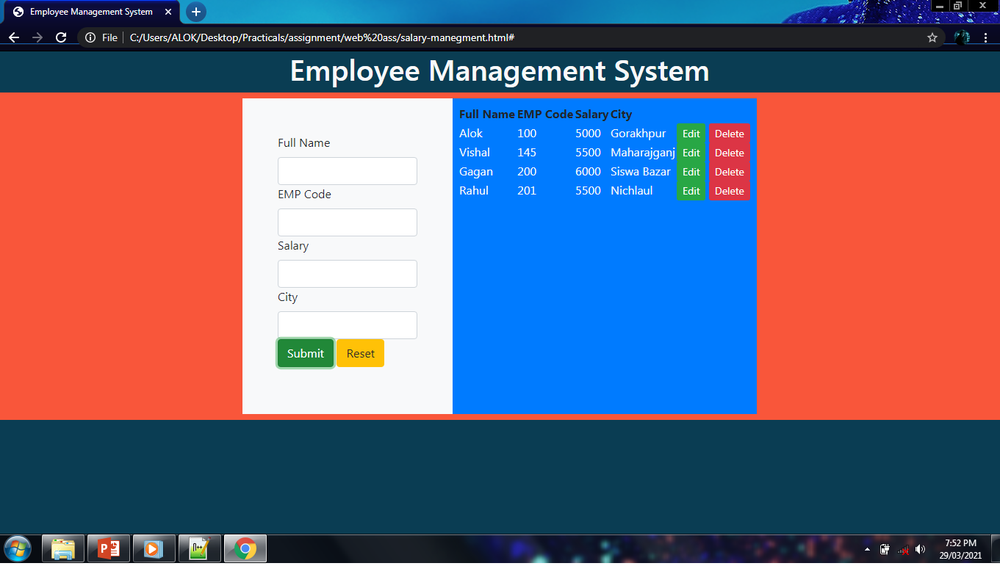 Employee Management System
File C:/Users/ALOK/Desktop/Practicals/assignment/web%20ass/salary-manegment.html#
Employee Management System
Full Name
EMP Code
Salary
City
Submit Reset
Full Name EMP Code Salary City
Alok 100 5000 Gorakhpur Edit Delete
Vishal 145 5500 Maharajganj Edit Delete
Gagan 200 6000 Siswa Bazar Edit Delete
Rahul 201 5500 Nichlaul Edit Delete
7:52 PM
29/03/2021